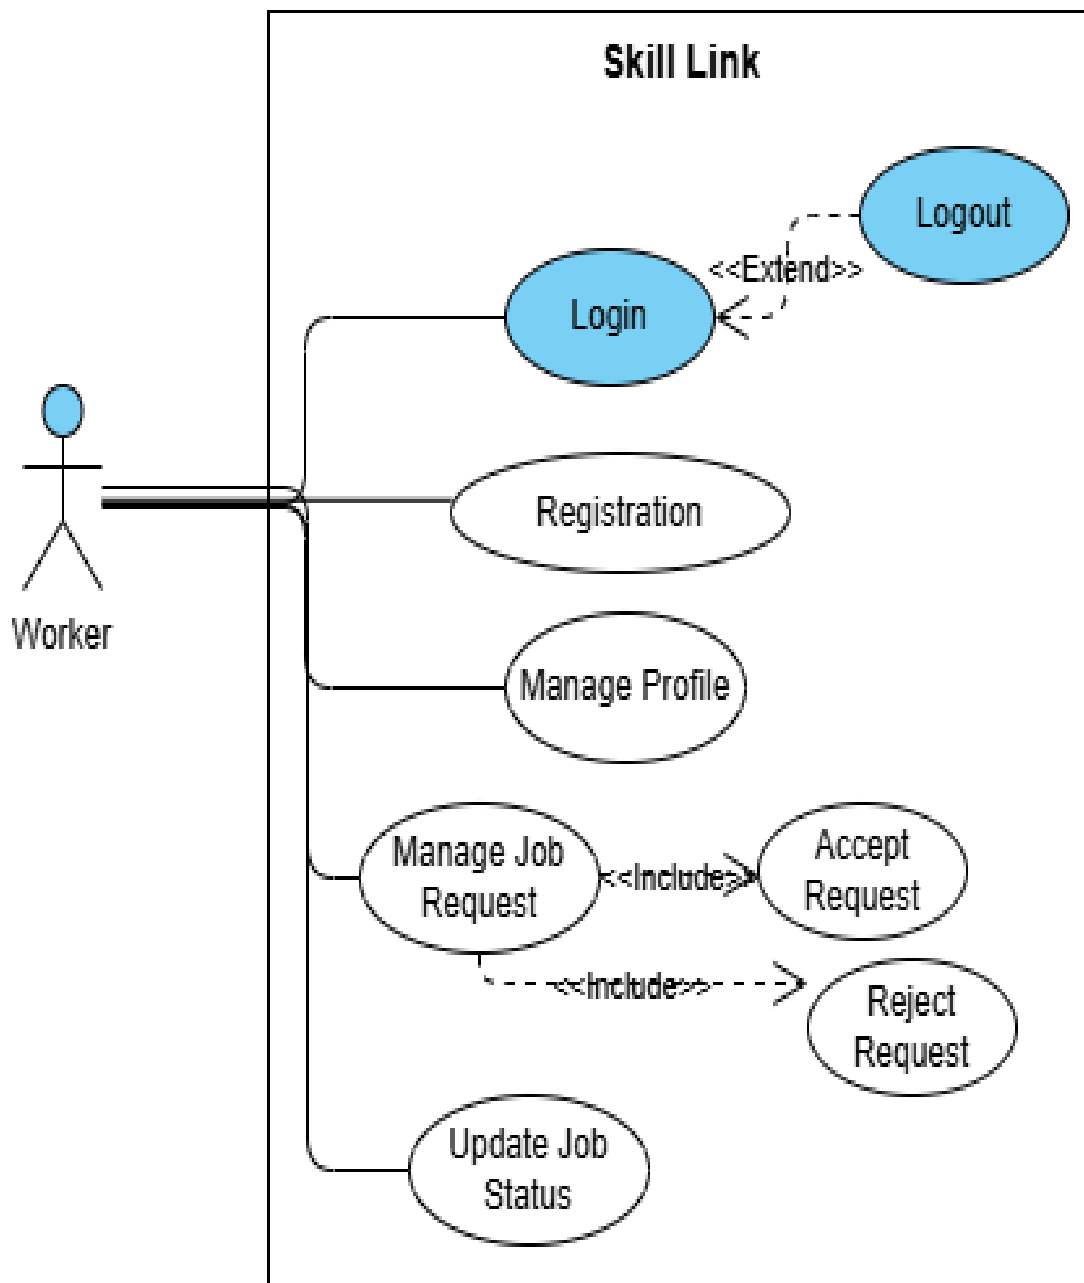 Skill Link
Logout
<<Extend>>
Login
Registration
Worker
Manage Profile
Manage Job
Request
<<Include>>
Accept
Request
<<Include>>
Reject
Request
Update Job
Status